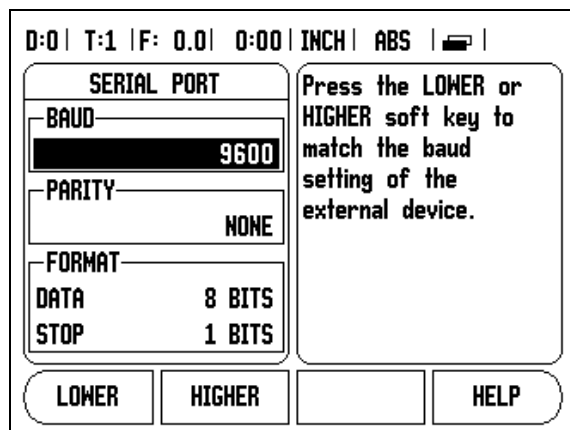 D:0 | T:1 | F: 0.0 | 0:00 | INCH | ABS | |
SERIAL PORT
BAUD
9600
PARITY
NONE
FORMAT
DATA 8 BITS
STOP 1 BITS
Press the LOWER or
HIGHER soft key to
match the baud
setting of the
external device.
LOWER HIGHER HELP